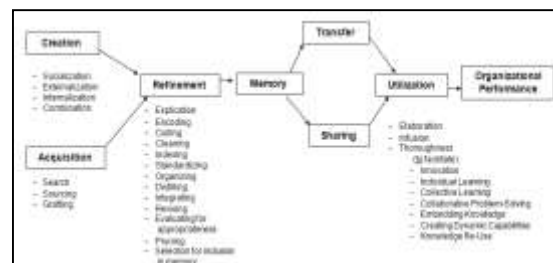 Creation
- Socialization
- Externalization
- Internalization
- Combination
Acquisition
- Search
- Sourcing
- Grafting
Refinement
- Explication
- Encoding
- Coding
- Cleaning
- Indexing
- Standardizing
- Organizing
- Distilling
- Integrating
- Revising
- Evaluating for
appropriateness
- Pruning
- Selection for inclusion
in memory
Memory
Transfer
Sharing
Utilization
- Elaboration
- Infusion
- Thoroughness
- Innovation
- Individual Learning
- Collective Learning
- Collaborative Problem-Solving
- Embedding Knowledge
- Creating Dynamic Capabilities
- Knowledge Re-Use
Organizational
Performance